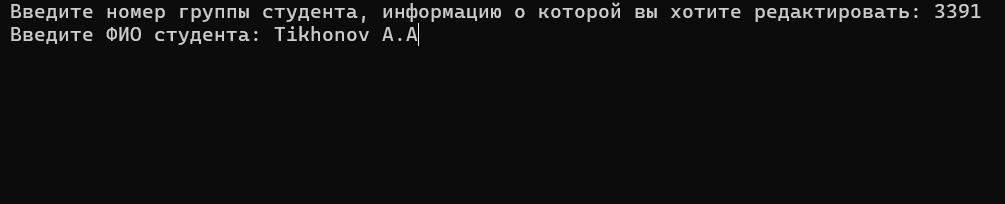 Введите номер группы студента, информацию о которой вы хотите редактировать: 3391
Введите ФИО студента: Tikhonov A.A